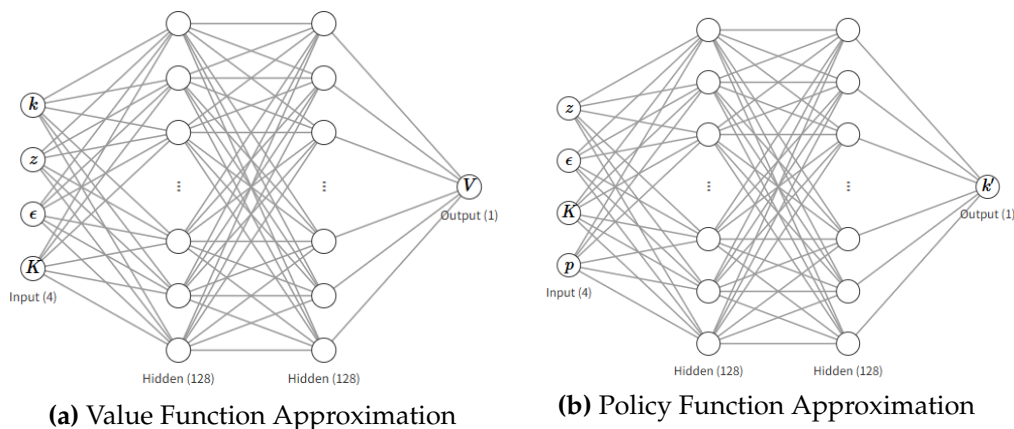 k
z
ϵ
K
Input (4)
⋮
⋮
Hidden (128)
Hidden (128)
V
Output (1)
(a) Value Function Approximation
z
ϵ
K
p
Input (4)
⋮
⋮
Hidden (128)
Hidden (128)
k′
Output (1)
(b) Policy Function Approximation